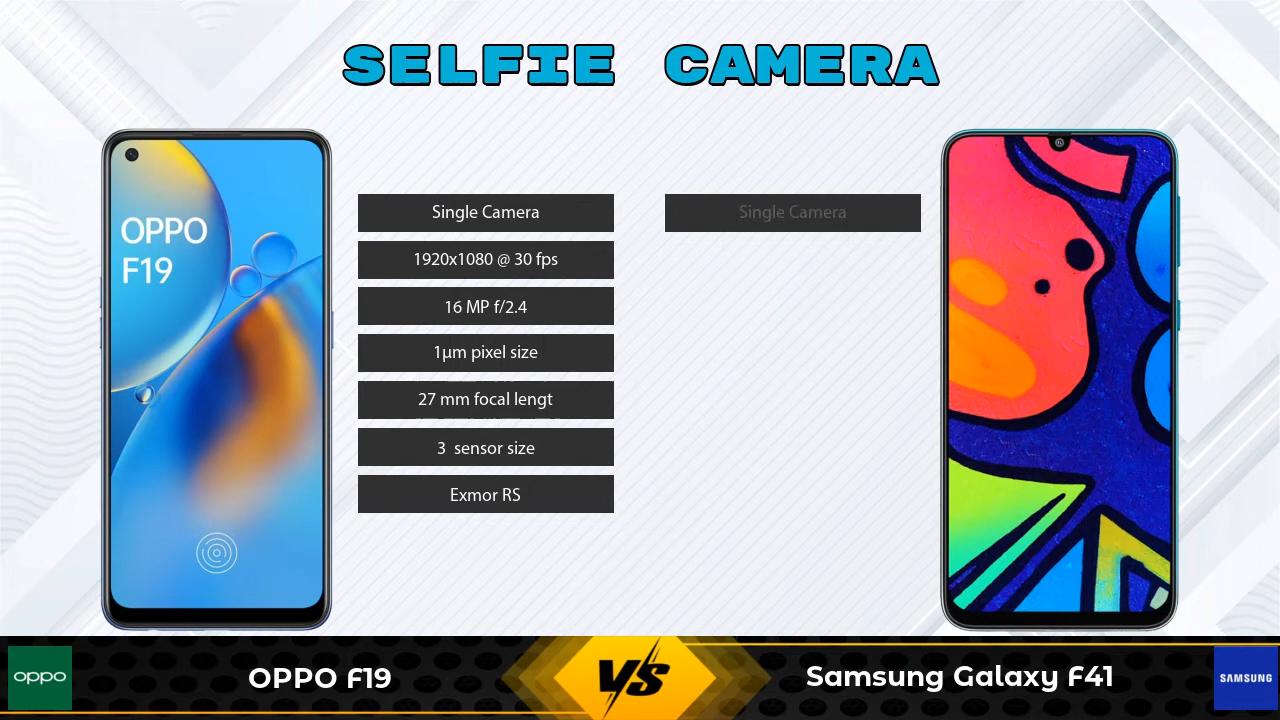 SELFIE CAMERA
OPPO
F19
Single Camera
1920x1080 @ 30 fps
16 MP f/2.4
1µm pixel size
27 mm focal lengt
3 sensor size
Exmor RS
Single Camera
oppo
OPPO F19
VS
Samsung Galaxy F41
SAMSUNG